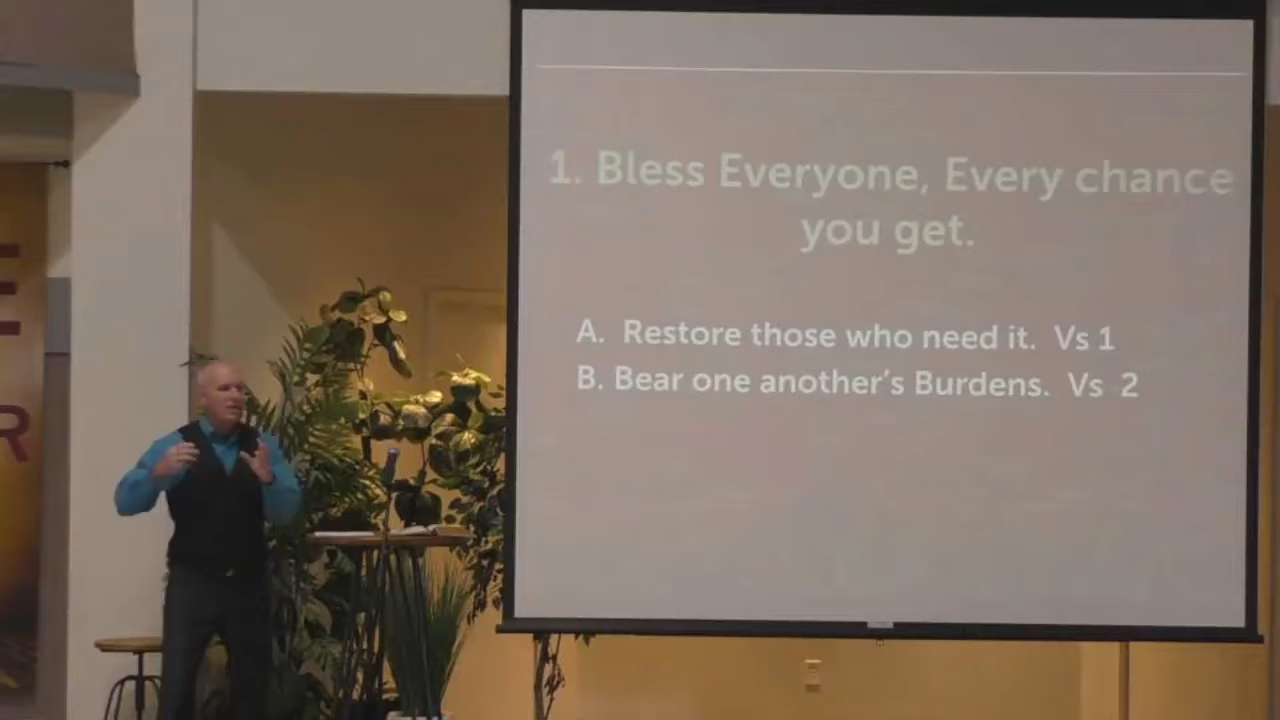 1. Bless Everyone, Every chance
you get.
A. Restore those who need it. Vs 1
B. Bear one another's Burdens. Vs 2